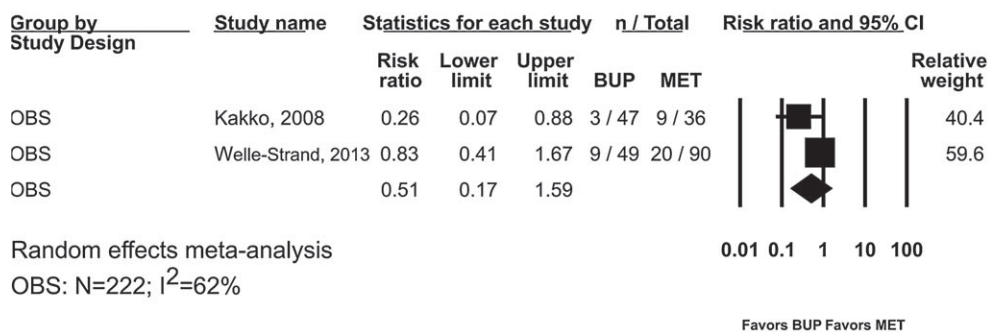 Group by Study name Statistics for each study n / Total Risk ratio and 95% CI
Study Design
Risk Lower Upper Relative
ratio limit limit BUP MET weight
OBS Kakko, 2008 0.26 0.07 0.88 3 / 47 9 / 36 40.4
OBS Welle-Strand, 2013 0.83 0.41 1.67 9 / 49 20 / 90 59.6
OBS 0.51 0.17 1.59
0.01 0.1 1 10 100
Random effects meta-analysis
OBS: N=222; I²=62%
Favors BUP Favors MET